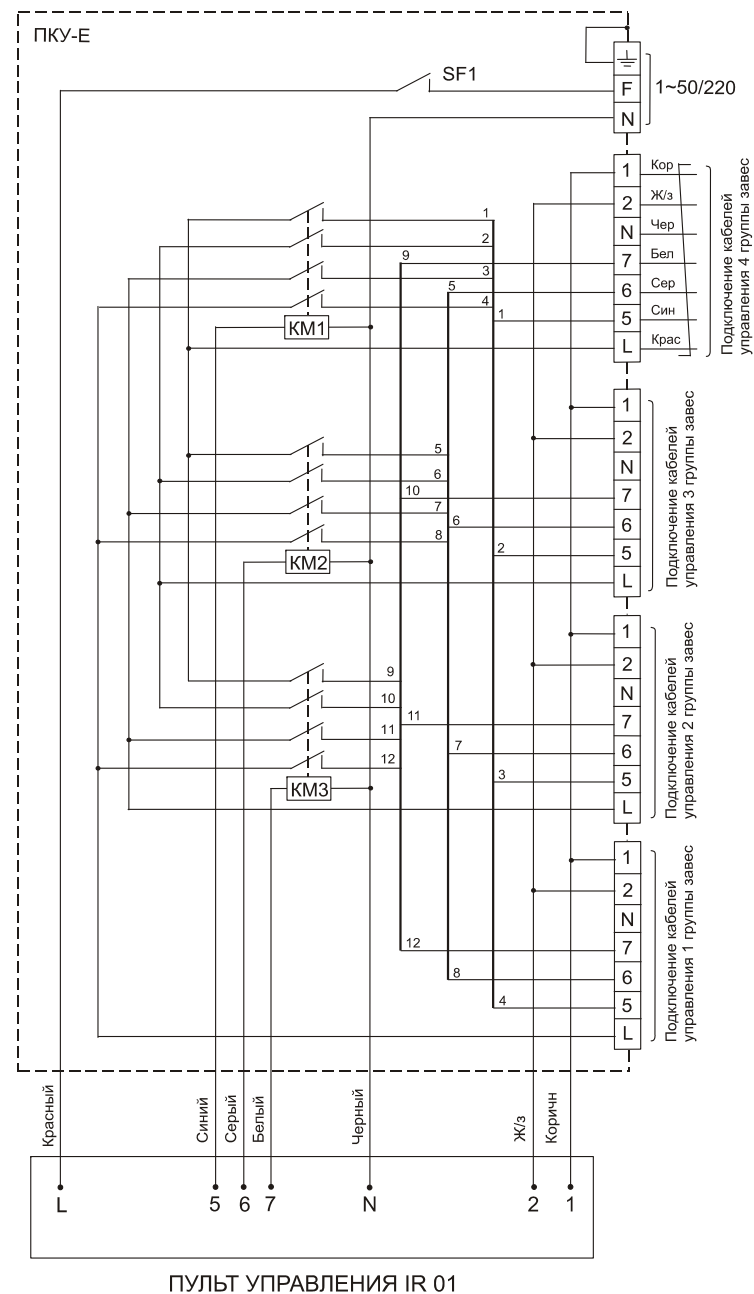 ПКУ-Е
SF1
F
N
1~50/220
1
2
N
7
6
5
L
Кор
Ж/з
Чер
Бел
Сер
Син
Крас
Подключение кабелей
управления 4 группы завес
1
2
9
3
5
4
1
КМ1
1
2
N
7
6
5
L
Подключение кабелей
управления 3 группы завес
5
6
10
7
6
8
2
КМ2
1
2
N
7
6
5
L
Подключение кабелей
управления 2 группы завес
9
10
11
11
7
12
3
КМ3
1
2
N
7
6
5
L
Подключение кабелей
управления 1 группы завес
12
8
4
Красный
Синий
Серый
Белый
Черный
Ж/з
Коричн
L
5
6
7
N
2
1
ПУЛЬТ УПРАВЛЕНИЯ IR 01